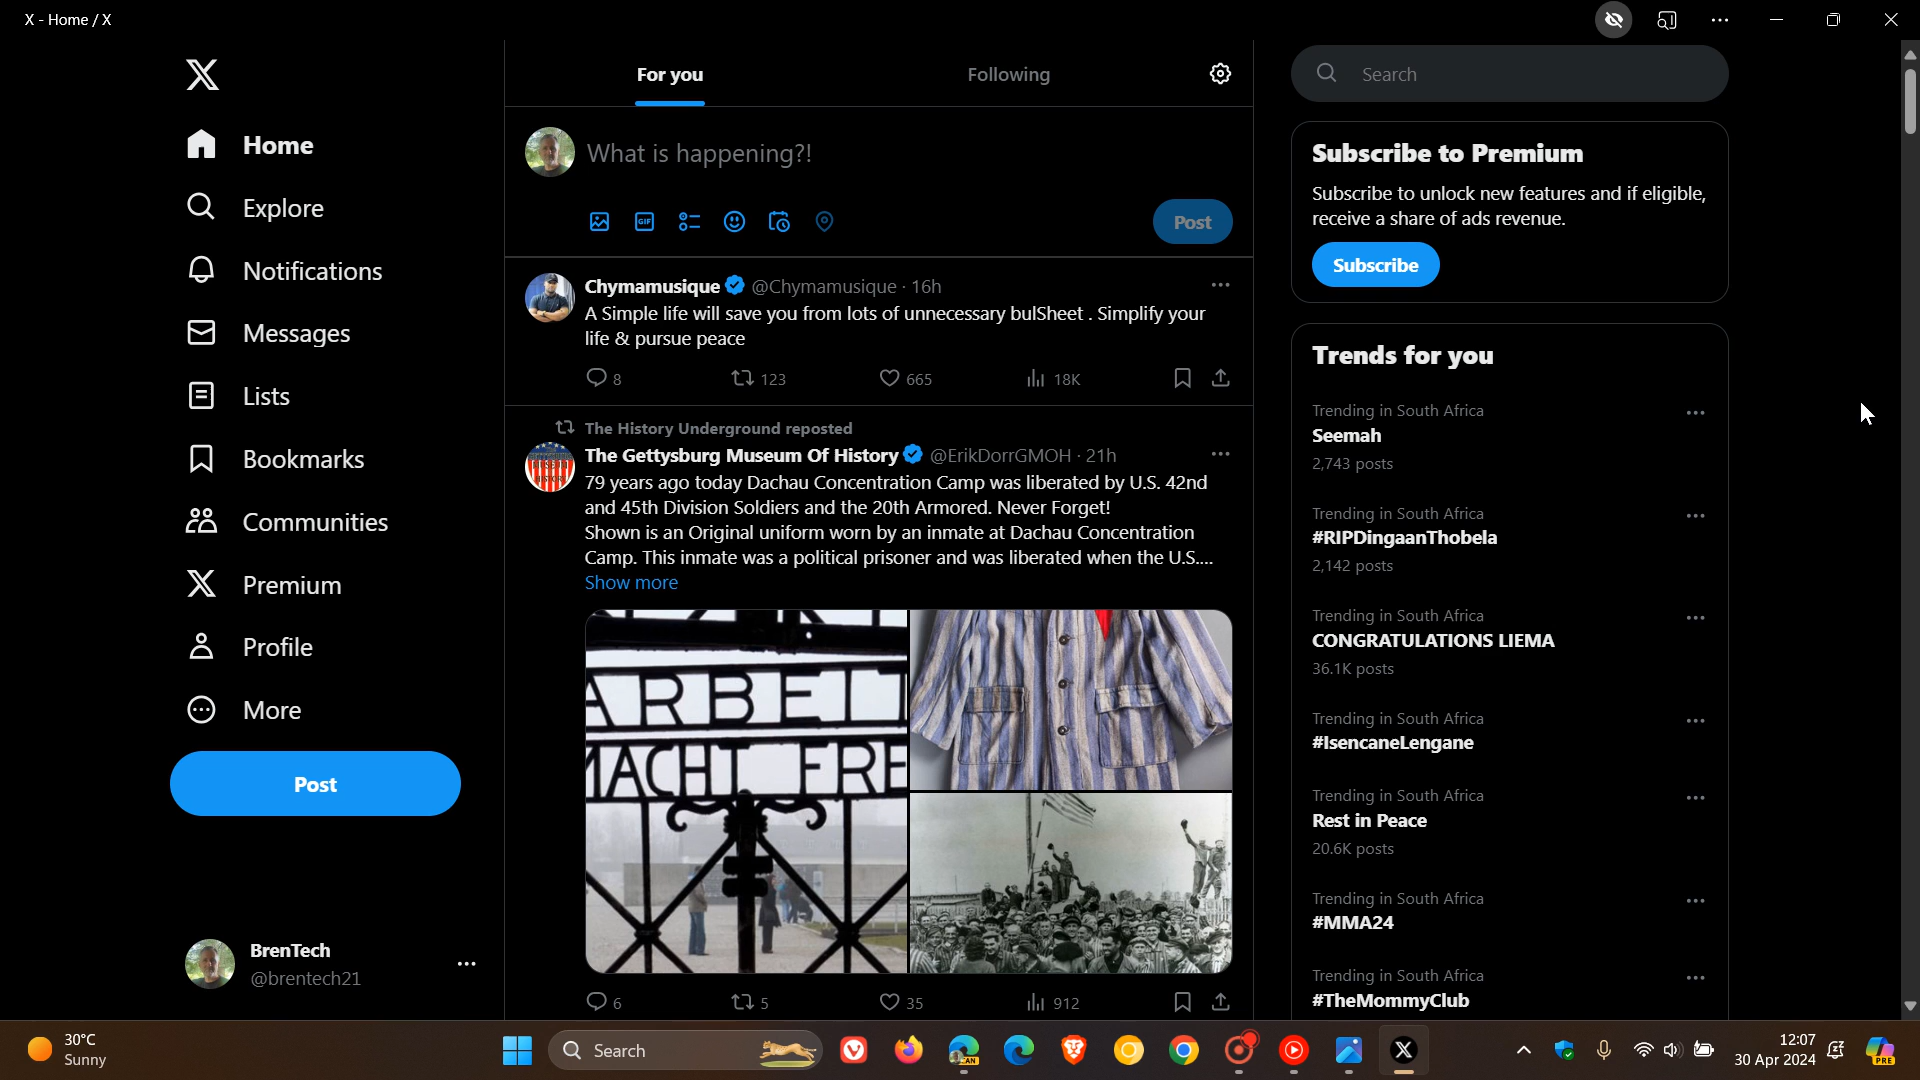 X - Home / X
For you
Following
Search
Home
Explore
Notifications
Messages
Lists
Bookmarks
Communities
Premium
Profile
More
Post
BrenTech
@brentech21
What is happening?!
GIF
Post
Chymamusique @Chymamusique · 16h
A Simple life will save you from lots of unnecessary bulSheet . Simplify your
life & pursue peace
8 123 665 18K
The History Underground reposted
The Gettysburg Museum Of History @ErikDorrGMOH · 21h
79 years ago today Dachau Concentration Camp was liberated by U.S. 42nd
and 45th Division Soldiers and the 20th Armored. Never Forget!
Shown is an Original uniform worn by an inmate at Dachau Concentration
Camp. This inmate was a political prisoner and was liberated when the U.S....
Show more
ARBEIT
MACHT FREI
6 5 35 912
Subscribe to Premium
Subscribe to unlock new features and if eligible,
receive a share of ads revenue.
Subscribe
Trends for you
Trending in South Africa
Seemah
2,743 posts
Trending in South Africa
#RIPDingaanThobela
2,142 posts
Trending in South Africa
CONGRATULATIONS LIEMA
36.1K posts
Trending in South Africa
#IsencaneLengane
Trending in South Africa
Rest in Peace
20.6K posts
Trending in South Africa
#MMA24
Trending in South Africa
#TheMommyClub
30°C
Sunny
Search
CAN
12:07
30 Apr 2024
PRE